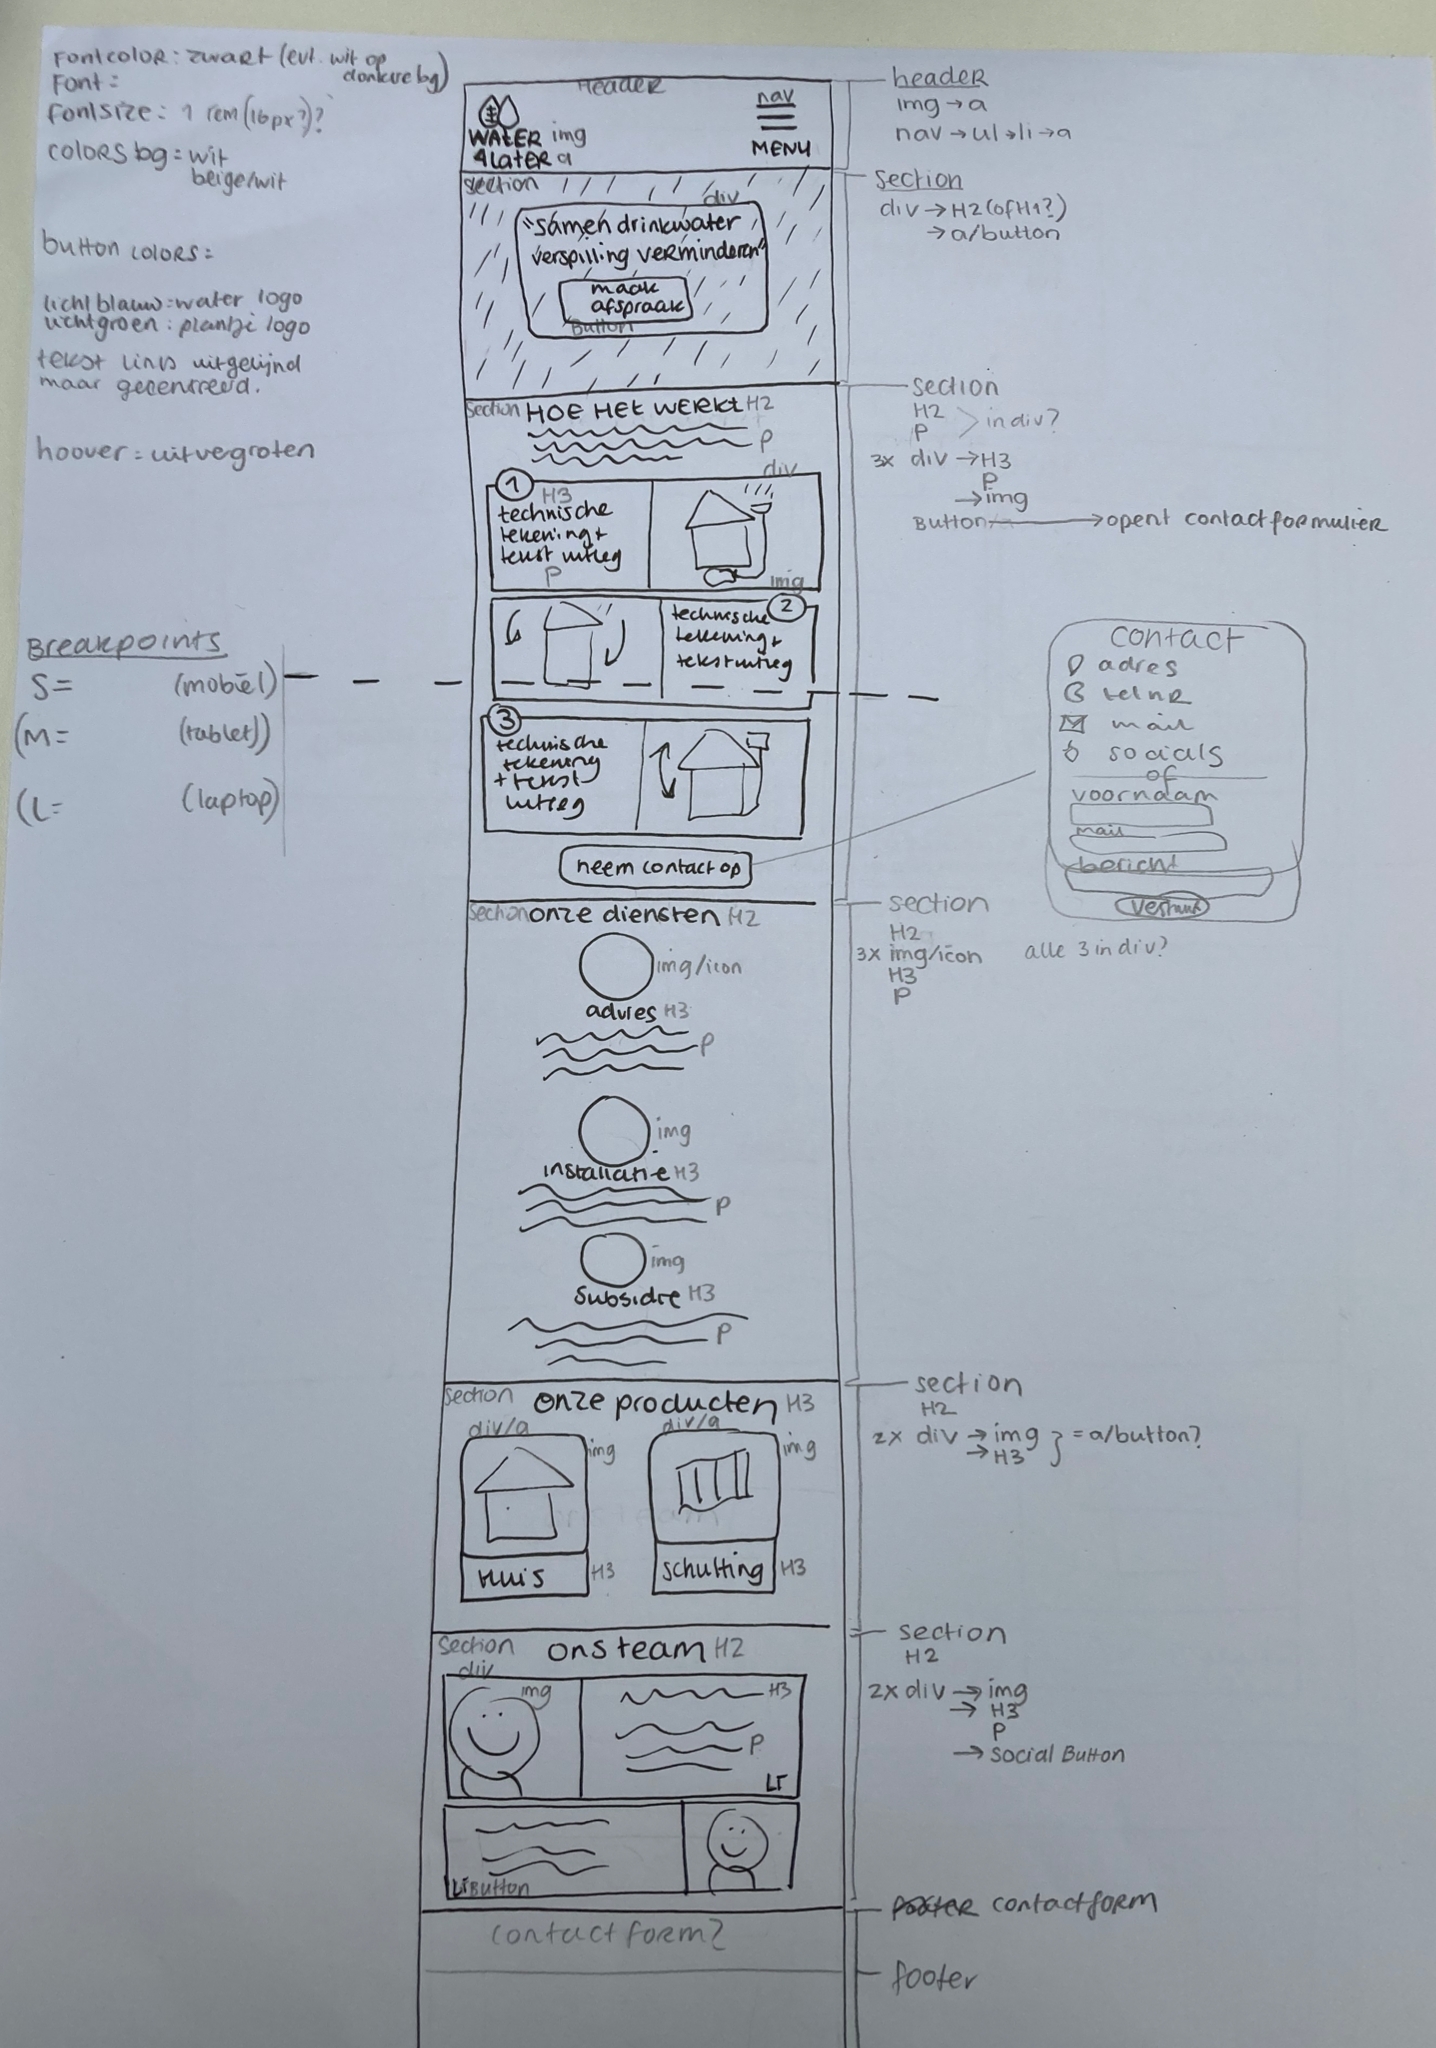 Fontcolor: zwart (evt. wit op
donkere bg)
Font:
Fontsize: 1 rem (16px?)?
colors bg = wit
beige/wit
button colors:
lichtblauw: water logo
lichtgroen: plantje logo
tekst links uitgelijnd
maar gecentreerd.
hoover = uitvegroten
Breakpoints
S= (mobiel)
(M= (tablet))
(L= (laptop)
Header
WATER img
4LATER a
nav
MENU
section
div
"samen drinkwater
verspilling verminderen"
maak
afspraak
Button
section HOE HET WERKT H2
P
div
1
H3
technische
tekening +
tekst uitleg
P
img
2
technische
tekening +
tekst uitleg
3
technische
tekening
+ tekst
uitleg
neem contact op
section onze diensten H2
img/icon
advies H3
P
img
installatie H3
P
img
Subsidie H3
P
section onze producten H3
div/a
img
div/a
img
Huis H3
schutting H3
section ons team H2
div
img
H3
P
LI
LI Button
contactform?
header
img → a
nav → ul → li → a
section
div → H2 (of H1?)
→ a/button
section
H2
P
> in div?
3x div → H3
P
→ img
Button → opent contactformulier
contact
adres
telnr
mail
socials
of
voornaam
mail
bericht
verstuur
section
H2
3x img/icon alle 3 in div?
H3
P
section
H2
2x div → img } = a/button?
→ H3
section
H2
2x div → img
→ H3
P
→ social Button
footer contactform
footer